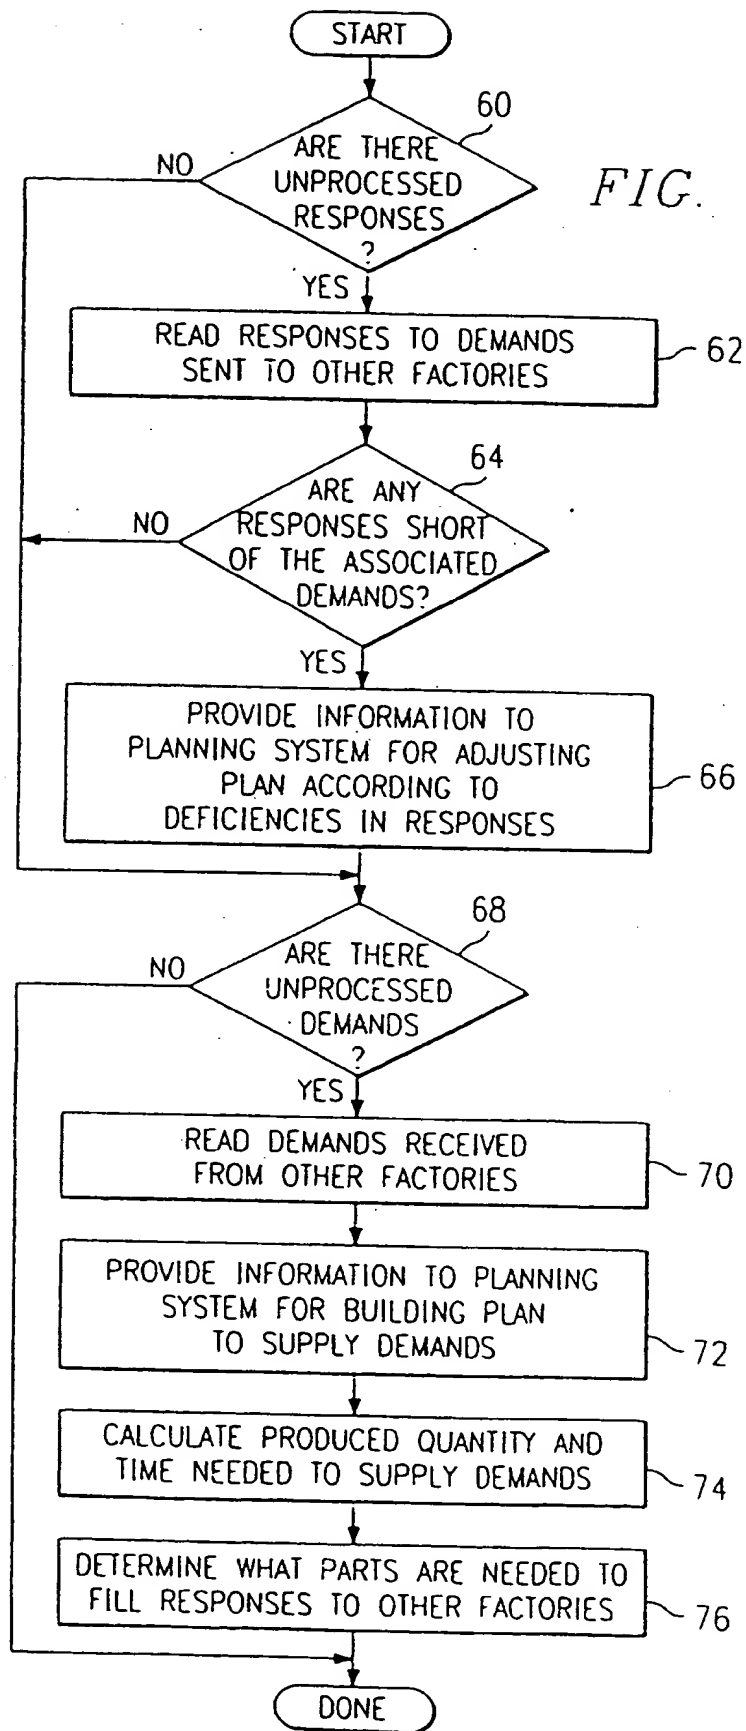 START
60
ARE THERE
UNPROCESSED
RESPONSES
?
NO
FIG.
YES
READ RESPONSES TO DEMANDS
SENT TO OTHER FACTORIES
62
64
ARE ANY
RESPONSES SHORT
OF THE ASSOCIATED
DEMANDS?
NO
YES
PROVIDE INFORMATION TO
PLANNING SYSTEM FOR ADJUSTING
PLAN ACCORDING TO
DEFICIENCIES IN RESPONSES
66
68
ARE THERE
UNPROCESSED
DEMANDS
?
NO
YES
READ DEMANDS RECEIVED
FROM OTHER FACTORIES
70
PROVIDE INFORMATION TO PLANNING
SYSTEM FOR BUILDING PLAN
TO SUPPLY DEMANDS
72
CALCULATE PRODUCED QUANTITY AND
TIME NEEDED TO SUPPLY DEMANDS
74
DETERMINE WHAT PARTS ARE NEEDED TO
FILL RESPONSES TO OTHER FACTORIES
76
DONE